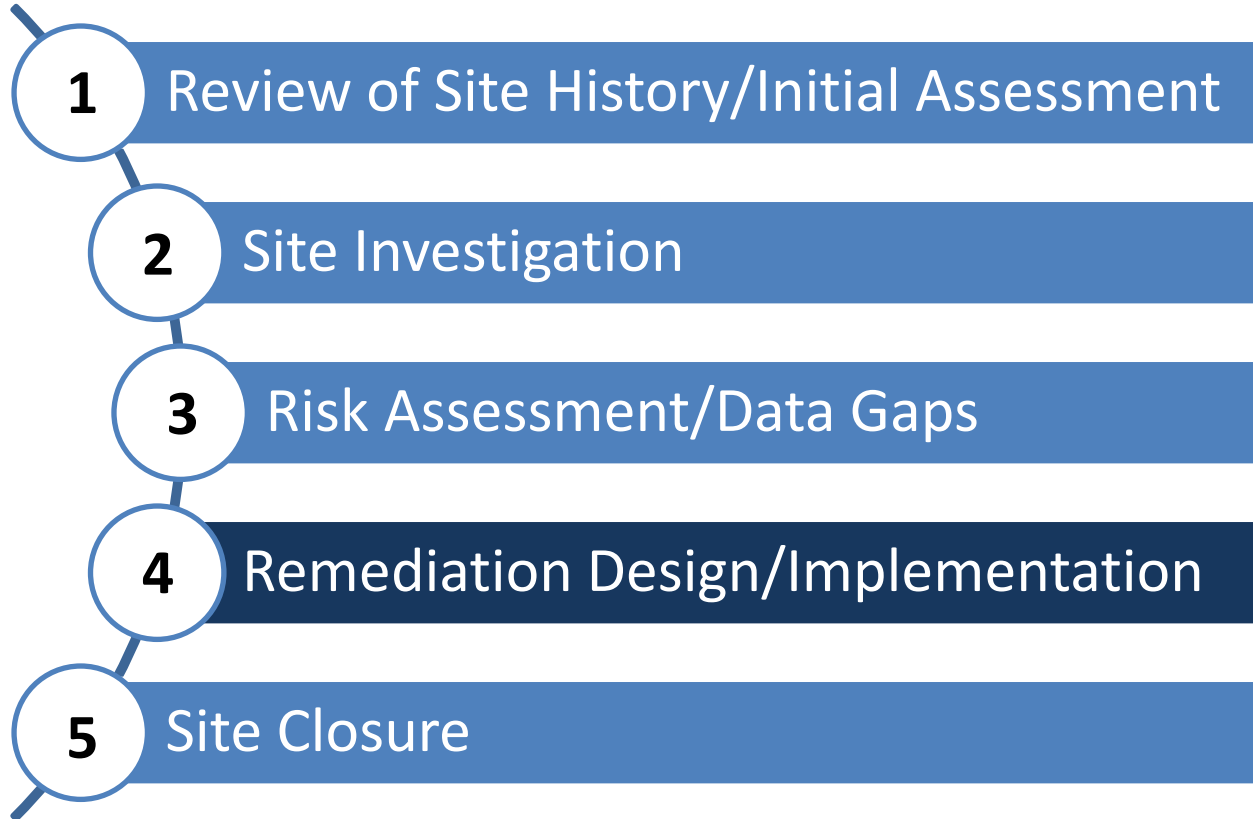 1 Review of Site History/Initial Assessment
2 Site Investigation
3 Risk Assessment/Data Gaps
4 Remediation Design/Implementation
5 Site Closure